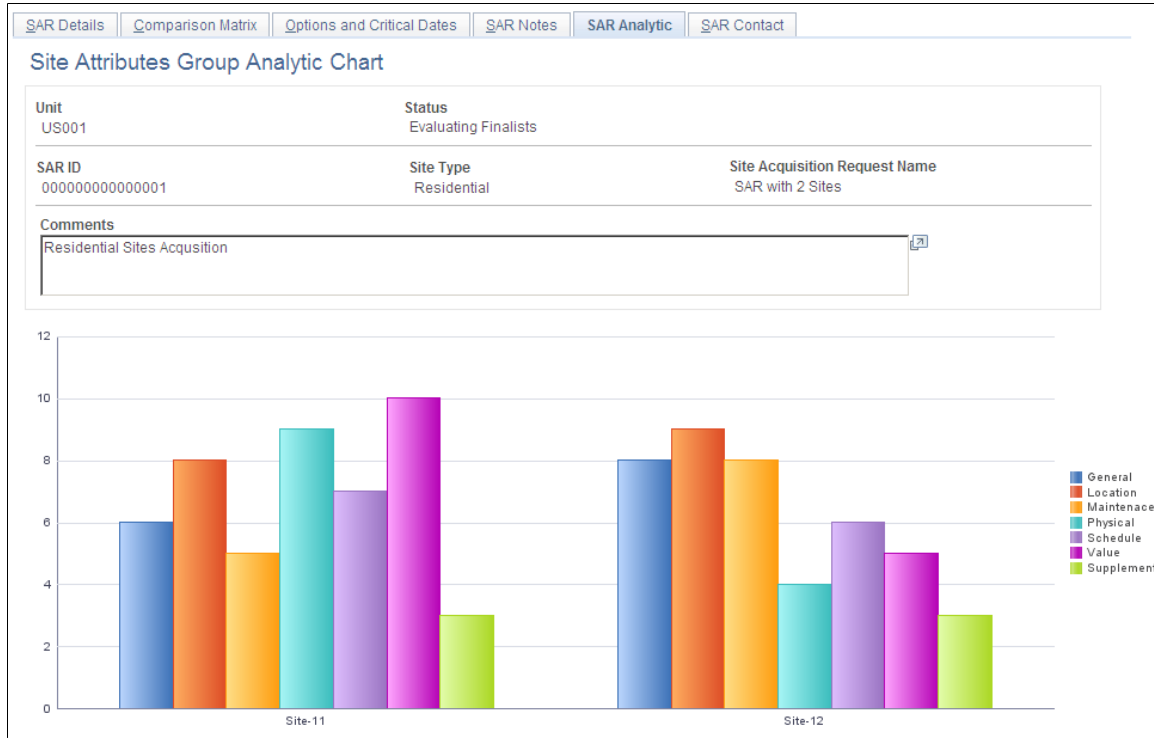 SAR Details Comparison Matrix Options and Critical Dates SAR Notes SAR Analytic SAR Contact
Site Attributes Group Analytic Chart
Unit Status
US001 Evaluating Finalists
SAR ID Site Type Site Acquisition Request Name
000000000000001 Residential SAR with 2 Sites
Comments
Residential Sites Acqusition
12
10
8
6
4
2
0
General
Location
Maintenace
Physical
Schedule
Value
Supplement
Site-11 Site-12